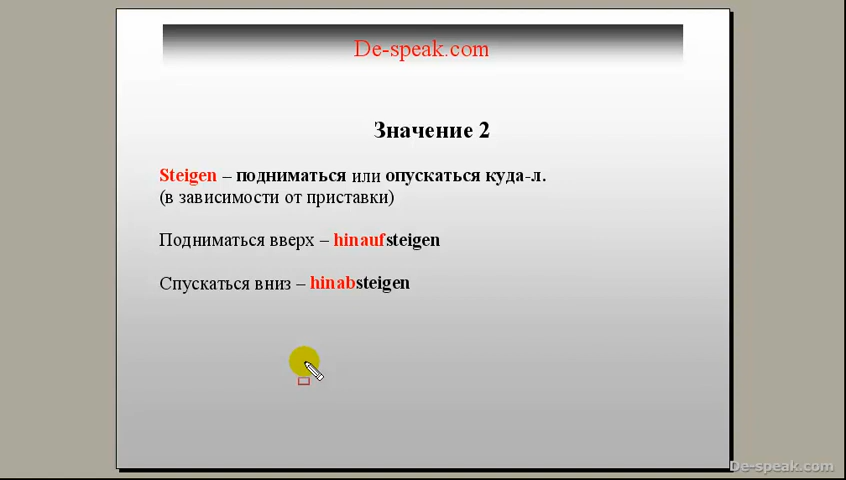 De-speak.com
Значение 2
Steigen – подниматься или опускаться куда-л.
(в зависимости от приставки)
Подниматься вверх – hinaufsteigen
Спускаться вниз – hinabsteigen
De-speak.com